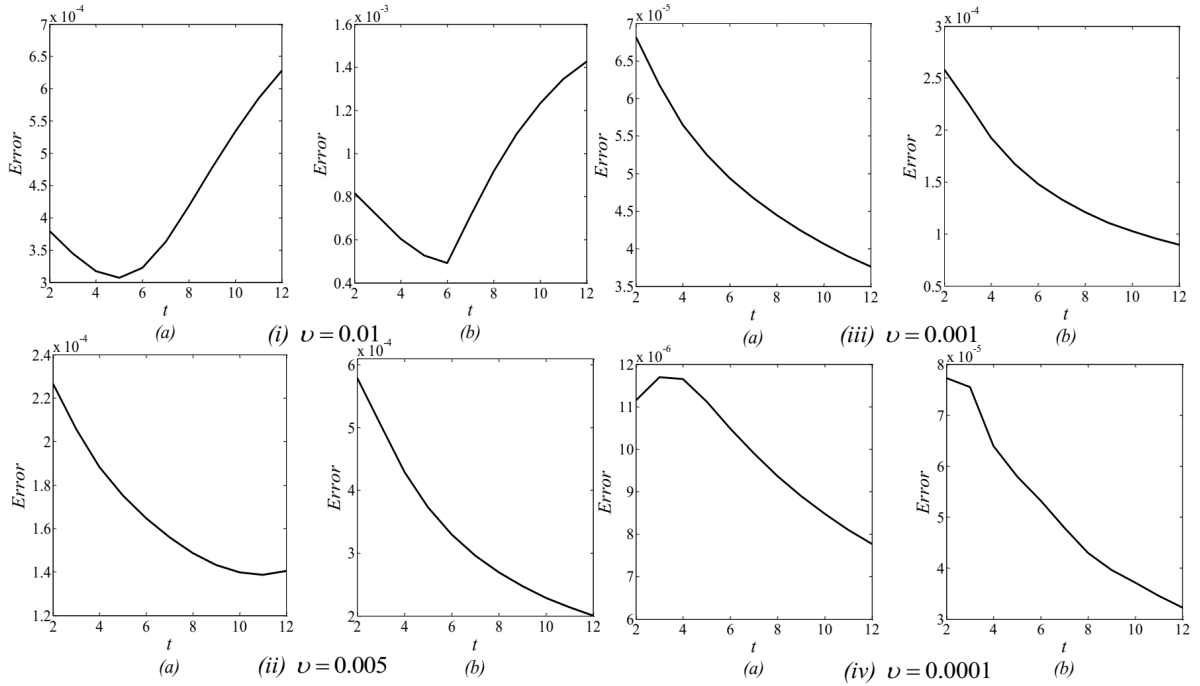 x 10-4
7
6.5
6
5.5
5
4.5
4
3.5
3
Error
2 4 6 8 10 12
t
(a)
x 10-3
1.6
1.4
1.2
1
0.8
0.6
0.4
Error
2 4 6 8 10 12
t
(b)
(i) υ = 0.01
x 10-5
7
6.5
6
5.5
5
4.5
4
3.5
Error
2 4 6 8 10 12
t
(a)
x 10-4
3
2.5
2
1.5
1
0.5
Error
2 4 6 8 10 12
t
(b)
(iii) υ = 0.001
x 10-4
2.4
2.2
2
1.8
1.6
1.4
1.2
Error
2 4 6 8 10 12
t
(a)
x 10-4
6
5
4
3
2
Error
2 4 6 8 10 12
t
(b)
(ii) υ = 0.005
x 10-6
12
11
10
9
8
7
6
Error
2 4 6 8 10 12
t
(a)
x 10-5
8
7
6
5
4
3
Error
2 4 6 8 10 12
t
(b)
(iv) υ = 0.0001